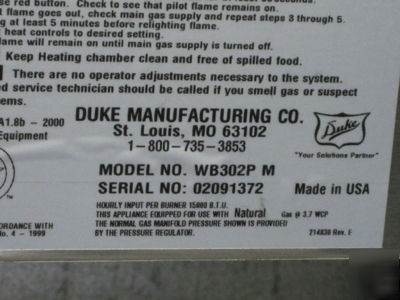 se red button. Check to see that pilot flame remains on.
flame goes out, check main gas supply and repeat steps 3 through 5.
g at least 5 minutes before relighting flame.
heat controls to desired setting.
lame will remain on until main gas supply is turned off.
Keep Heating chamber clean and free of spilled food.
There are no operator adjustments necessary to the system.
ed service technician should be called if you smell gas or suspect
ems.
A1.8b - 2000
Equipment
DUKE MANUFACTURING CO.
St. Louis, MO 63102
1-800-735-3853
Duke
"Your Solutions Partner"
MODEL NO. WB302P M
SERIAL NO: 02091372
Made in USA
HOURLY INPUT PER BURNER 15000 B.T.U.
THIS APPLIANCE EQUIPPED FOR USE WITH Natural Gas @ 3.7 WCP
THE NORMAL GAS MANIFOLD PRESSURE SHOWN IS PROVIDED
BY THE PRESSURE REGULATOR.
CORDANCE WITH
No. 4 - 1999
214830 Rev. E